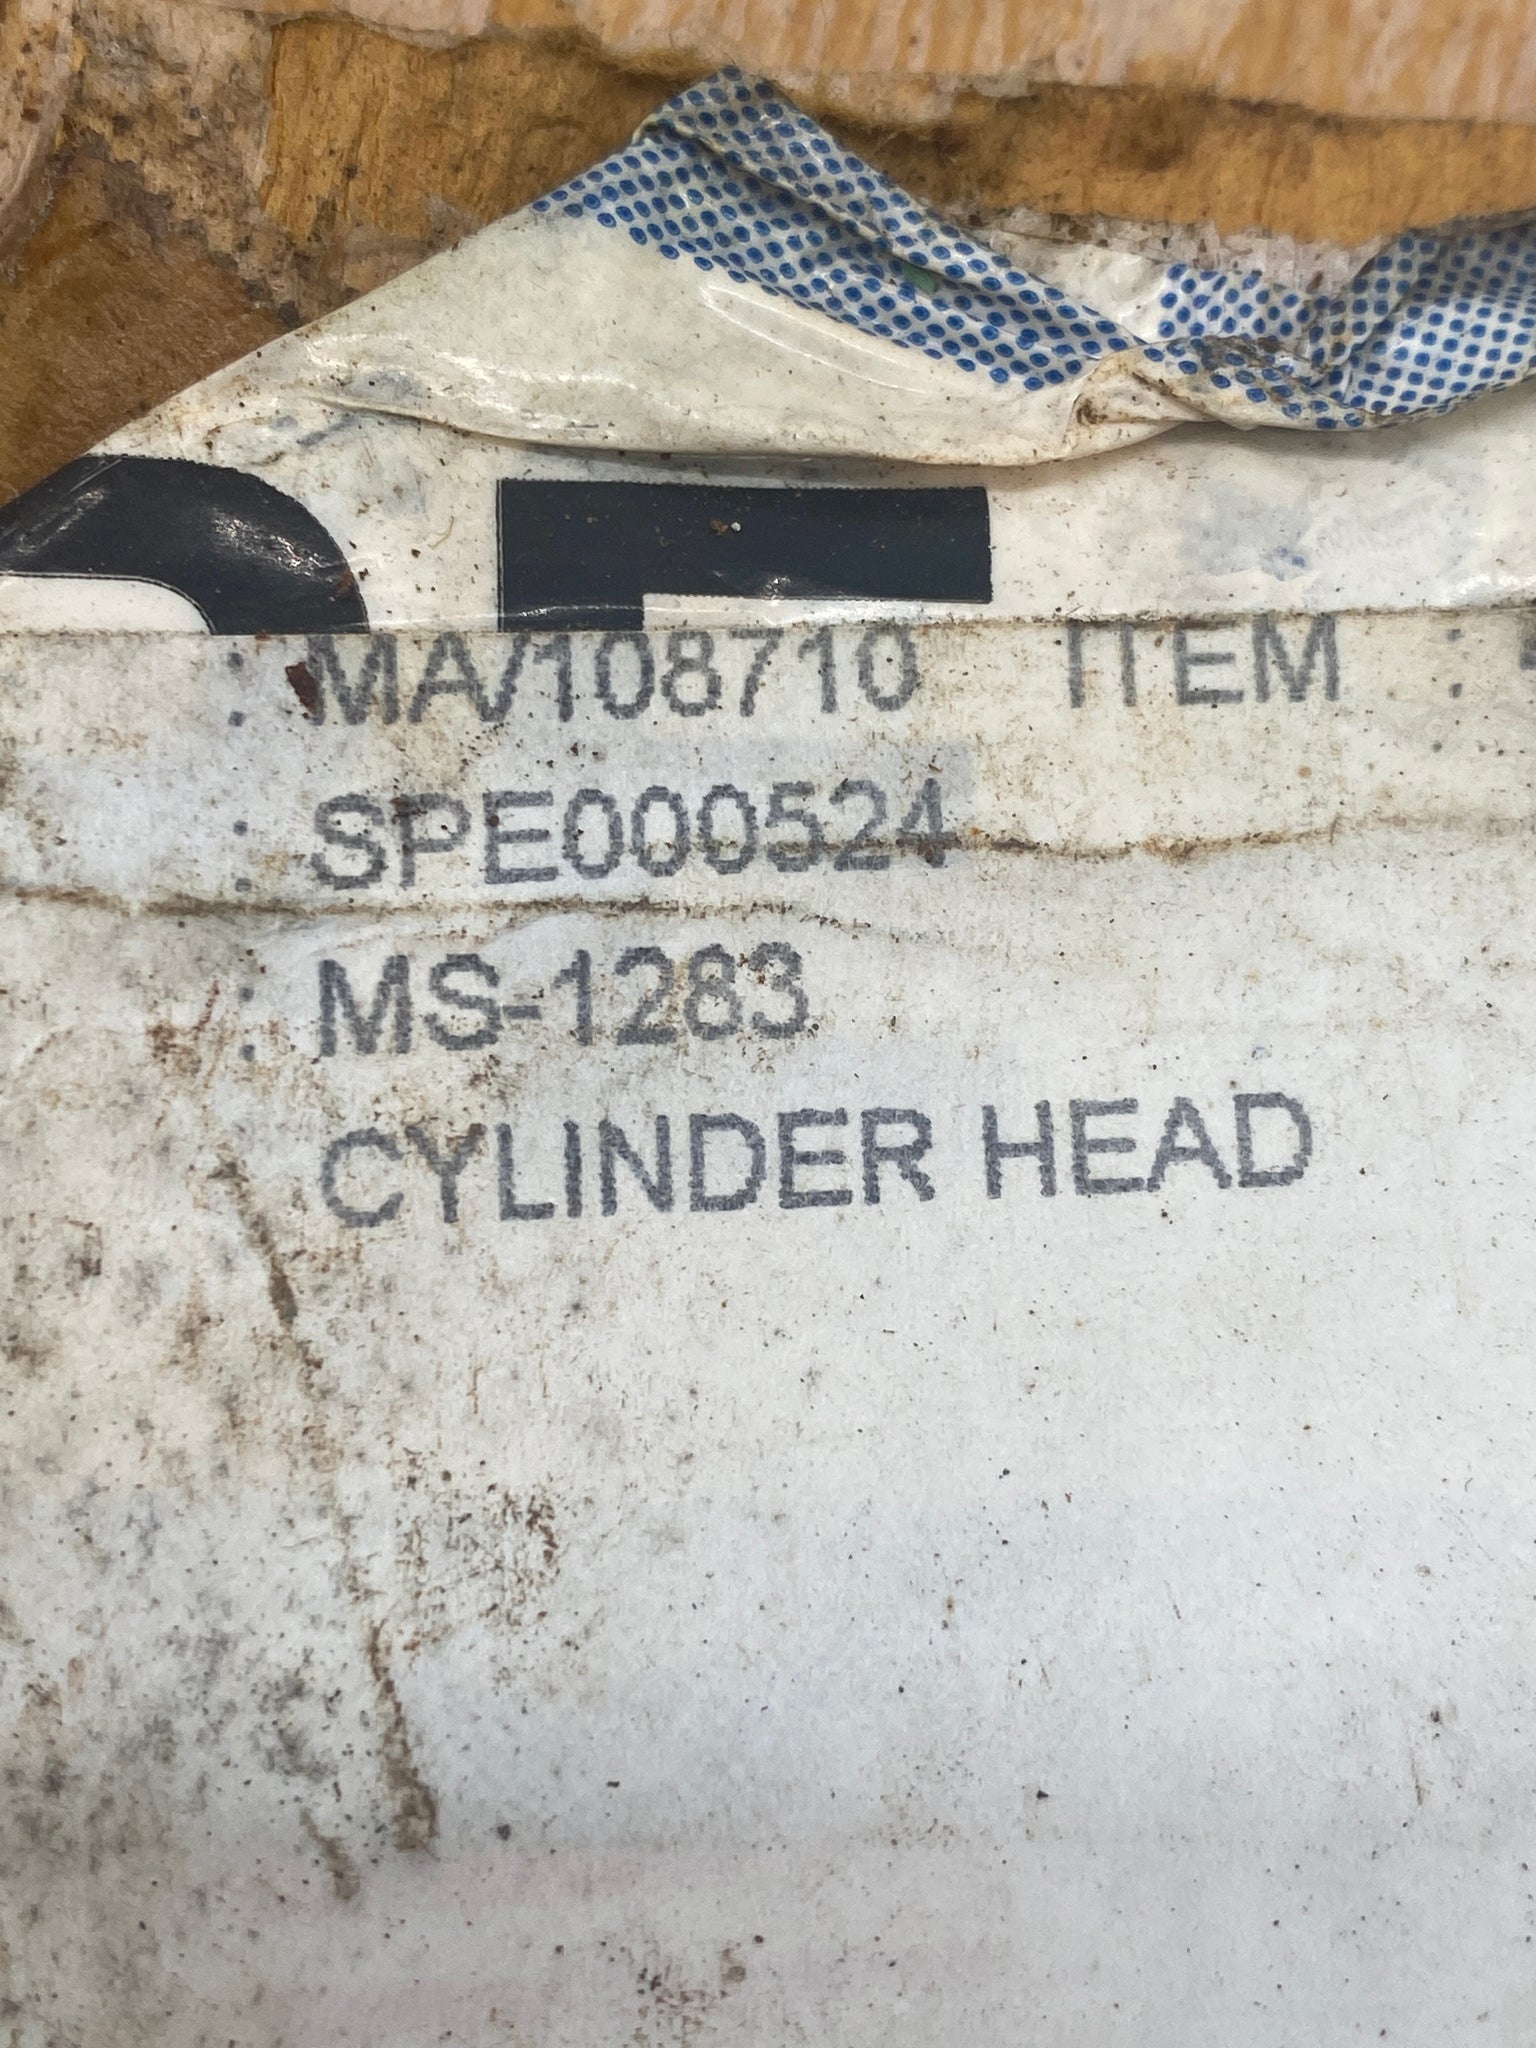 : MA/108710 ITEM :
: SPE000524
: MS-1283
CYLINDER HEAD